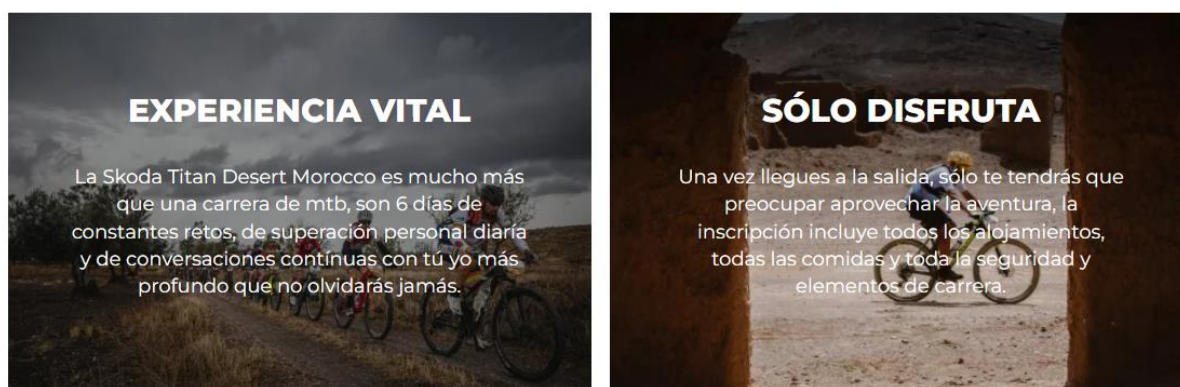 EXPERIENCIA VITAL
La Skoda Titan Desert Morocco es mucho más
que una carrera de mtb, son 6 días de
constantes retos, de superación personal diaría
y de conversaciones contínuas con tú yo más
profundo que no olvidarás jamás.
SÓLO DISFRUTA
Una vez llegues a la salida, sólo te tendrás que
preocupar aprovechar la aventura, la
inscripción incluye todos los alojamientos,
todas las comidas y toda la seguridad y
elementos de carrera.